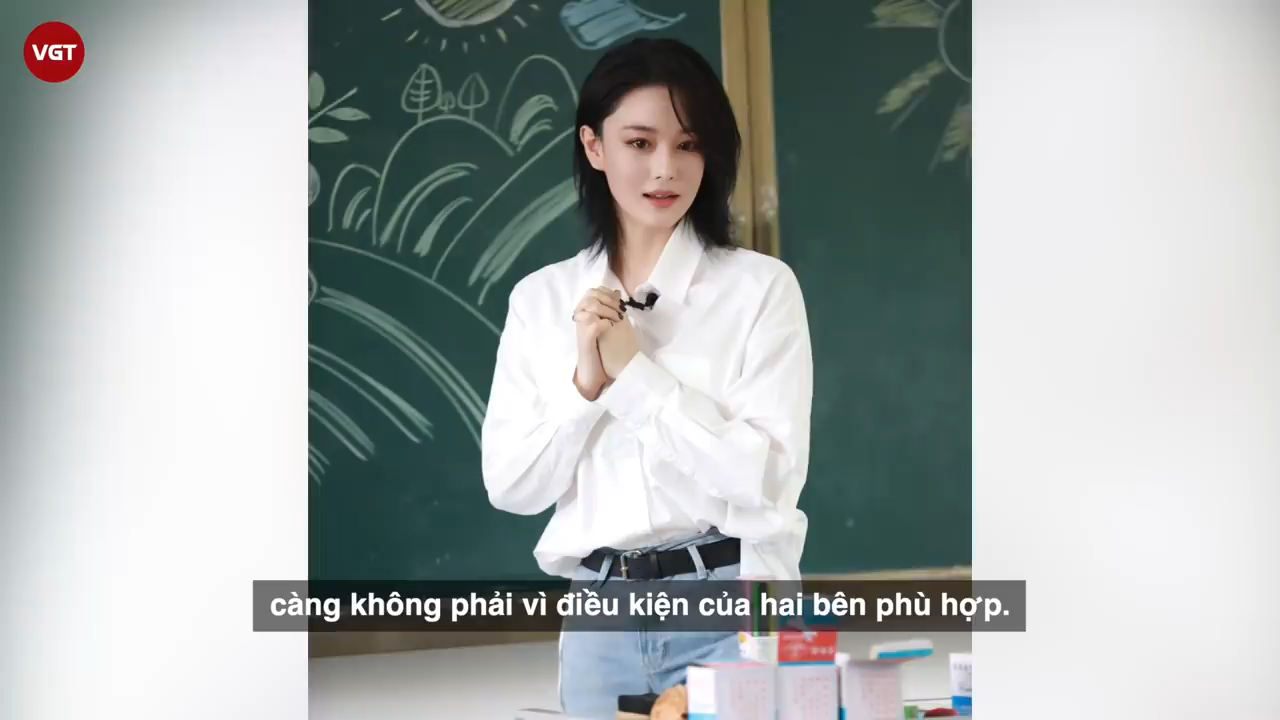 VGT
càng không phải vì điều kiện của hai bên phù hợp.